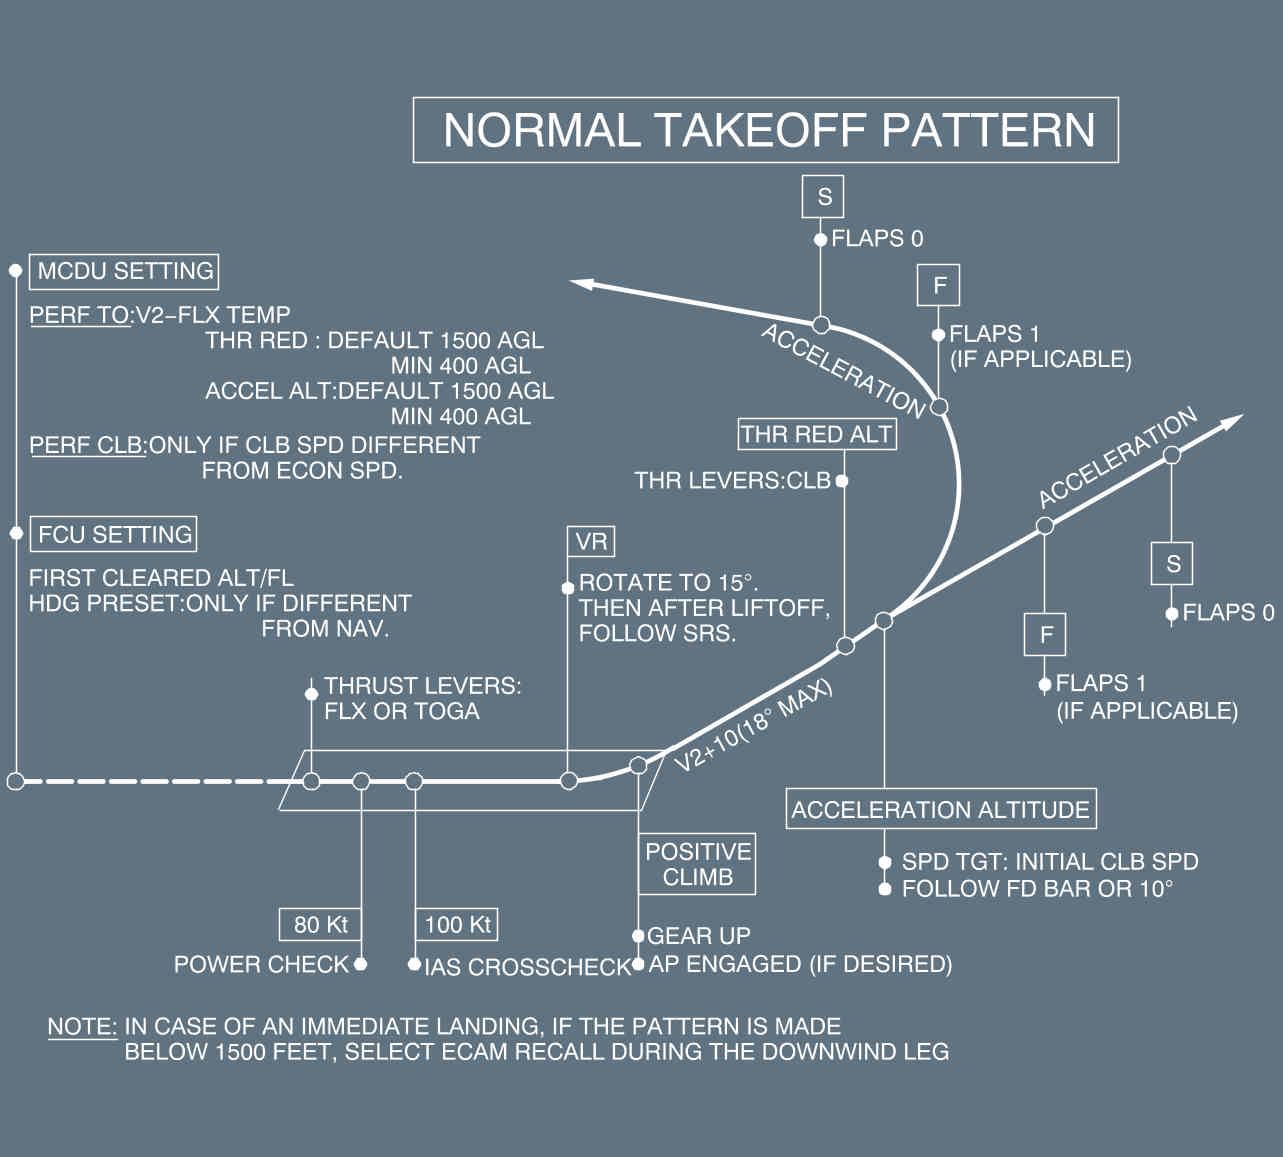 NORMAL TAKEOFF PATTERN
S
FLAPS 0
MCDU SETTING
F
PERF TO:V2-FLX TEMP
THR RED : DEFAULT 1500 AGL
MIN 400 AGL
ACCEL ALT:DEFAULT 1500 AGL
MIN 400 AGL
PERF CLB:ONLY IF CLB SPD DIFFERENT
FROM ECON SPD.
FLAPS 1
(IF APPLICABLE)
ACCELERATION
THR RED ALT
THR LEVERS:CLB
ACCELERATION
FCU SETTING
FIRST CLEARED ALT/FL
HDG PRESET:ONLY IF DIFFERENT
FROM NAV.
VR
ROTATE TO 15°.
THEN AFTER LIFTOFF,
FOLLOW SRS.
S
FLAPS 0
F
FLAPS 1
(IF APPLICABLE)
THRUST LEVERS:
FLX OR TOGA
V2+10(18° MAX)
ACCELERATION ALTITUDE
SPD TGT: INITIAL CLB SPD
FOLLOW FD BAR OR 10°
POSITIVE
CLIMB
80 Kt
POWER CHECK
100 Kt
IAS CROSSCHECK
GEAR UP
AP ENGAGED (IF DESIRED)
NOTE: IN CASE OF AN IMMEDIATE LANDING, IF THE PATTERN IS MADE
BELOW 1500 FEET, SELECT ECAM RECALL DURING THE DOWNWIND LEG